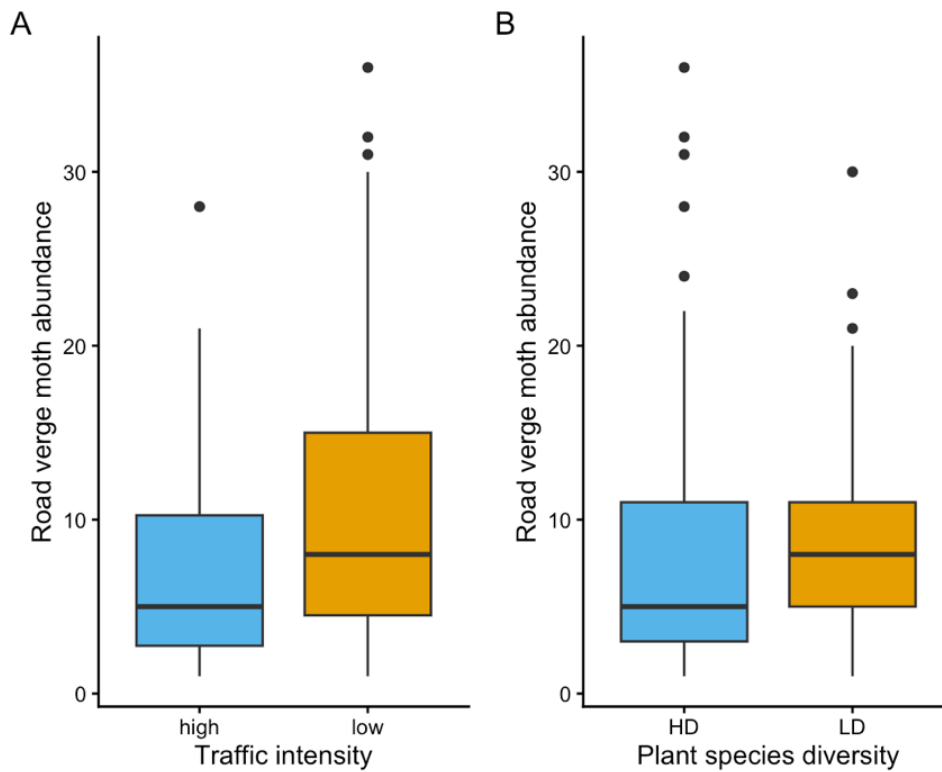 A
Road verge moth abundance
30
20
10
0
high
low
Traffic intensity
B
Road verge moth abundance
30
20
10
0
HD
LD
Plant species diversity